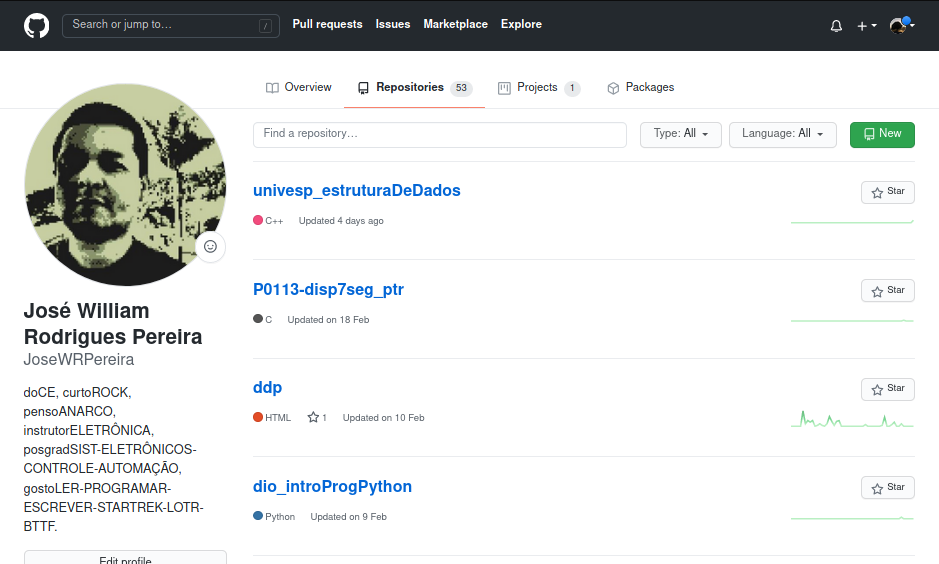 Search or jump to… /
Pull requests Issues Marketplace Explore
Overview Repositories 53 Projects 1 Packages
Find a repository…
Type: All Language: All New
univesp_estruturaDeDados
Star
C++ Updated 4 days ago
P0113-disp7seg_ptr
Star
C Updated on 18 Feb
ddp
Star
HTML 1 Updated on 10 Feb
dio_introProgPython
Star
Python Updated on 9 Feb
José William
Rodrigues Pereira
JoseWRPereira
doCE, curtoROCK,
pensoANARCO,
instrutorELETRÔNICA,
posgradSIST-ELETRÔNICOS-
CONTROLE-AUTOMAÇÃO,
gostoLER-PROGRAMAR-
ESCREVER-STARTREK-LOTR-
BTTF.
Edit profile